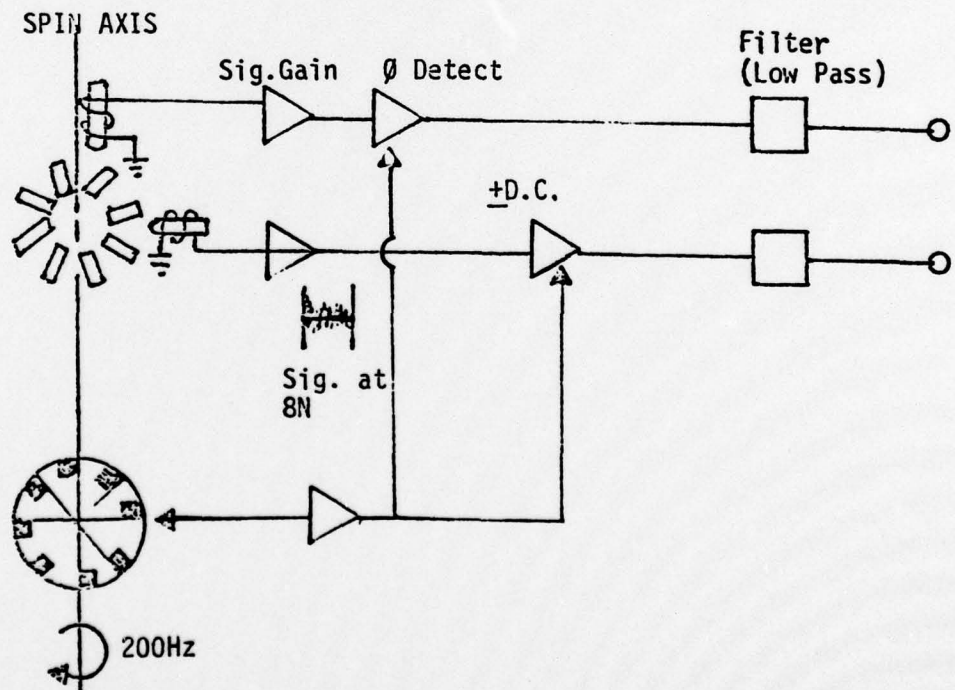 SPIN AXIS
Sig.Gain
Ø Detect
Filter
(Low Pass)
±D.C.
Sig. at
8N
200Hz